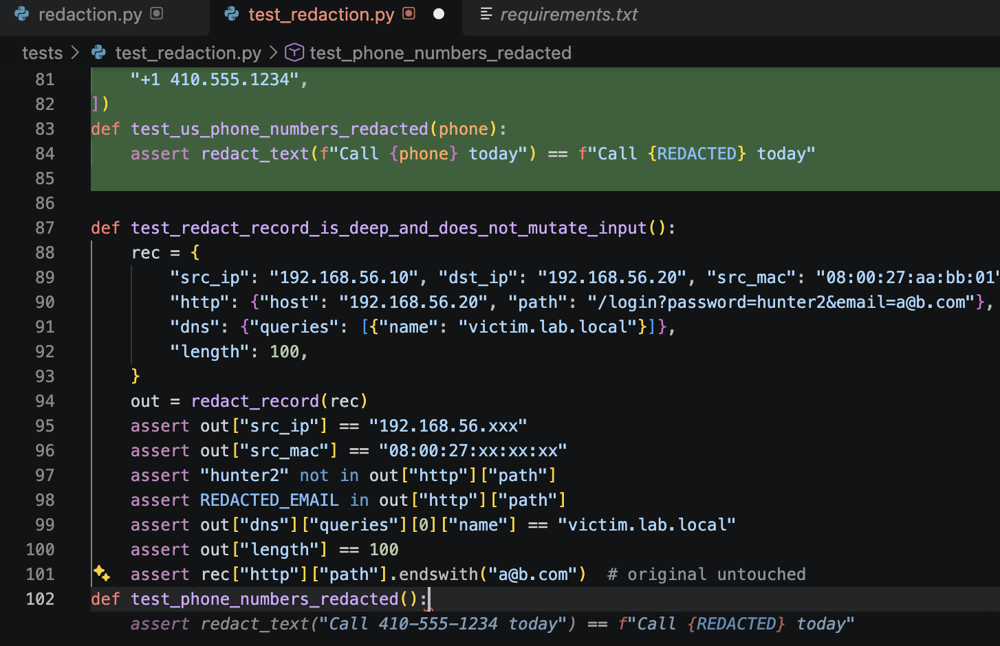 redaction.py
test_redaction.py
requirements.txt
tests > test_redaction.py > test_phone_numbers_redacted
81 "+1 410.555.1234",
82 ])
83 def test_us_phone_numbers_redacted(phone):
84 assert redact_text(f"Call {phone} today") == f"Call {REDACTED} today"
85
86
87 def test_redact_record_is_deep_and_does_not_mutate_input():
88 rec = {
89 "src_ip": "192.168.56.10", "dst_ip": "192.168.56.20", "src_mac": "08:00:27:aa:bb:01"
90 "http": {"host": "192.168.56.20", "path": "/login?password=hunter2&email=a@b.com"},
91 "dns": {"queries": [{"name": "victim.lab.local"}]},
92 "length": 100,
93 }
94 out = redact_record(rec)
95 assert out["src_ip"] == "192.168.56.xxx"
96 assert out["src_mac"] == "08:00:27:xx:xx:xx"
97 assert "hunter2" not in out["http"]["path"]
98 assert REDACTED_EMAIL in out["http"]["path"]
99 assert out["dns"]["queries"][0]["name"] == "victim.lab.local"
100 assert out["length"] == 100
101 assert rec["http"]["path"].endswith("a@b.com") # original untouched
102 def test_phone_numbers_redacted():
assert redact_text("Call 410-555-1234 today") == f"Call {REDACTED} today"